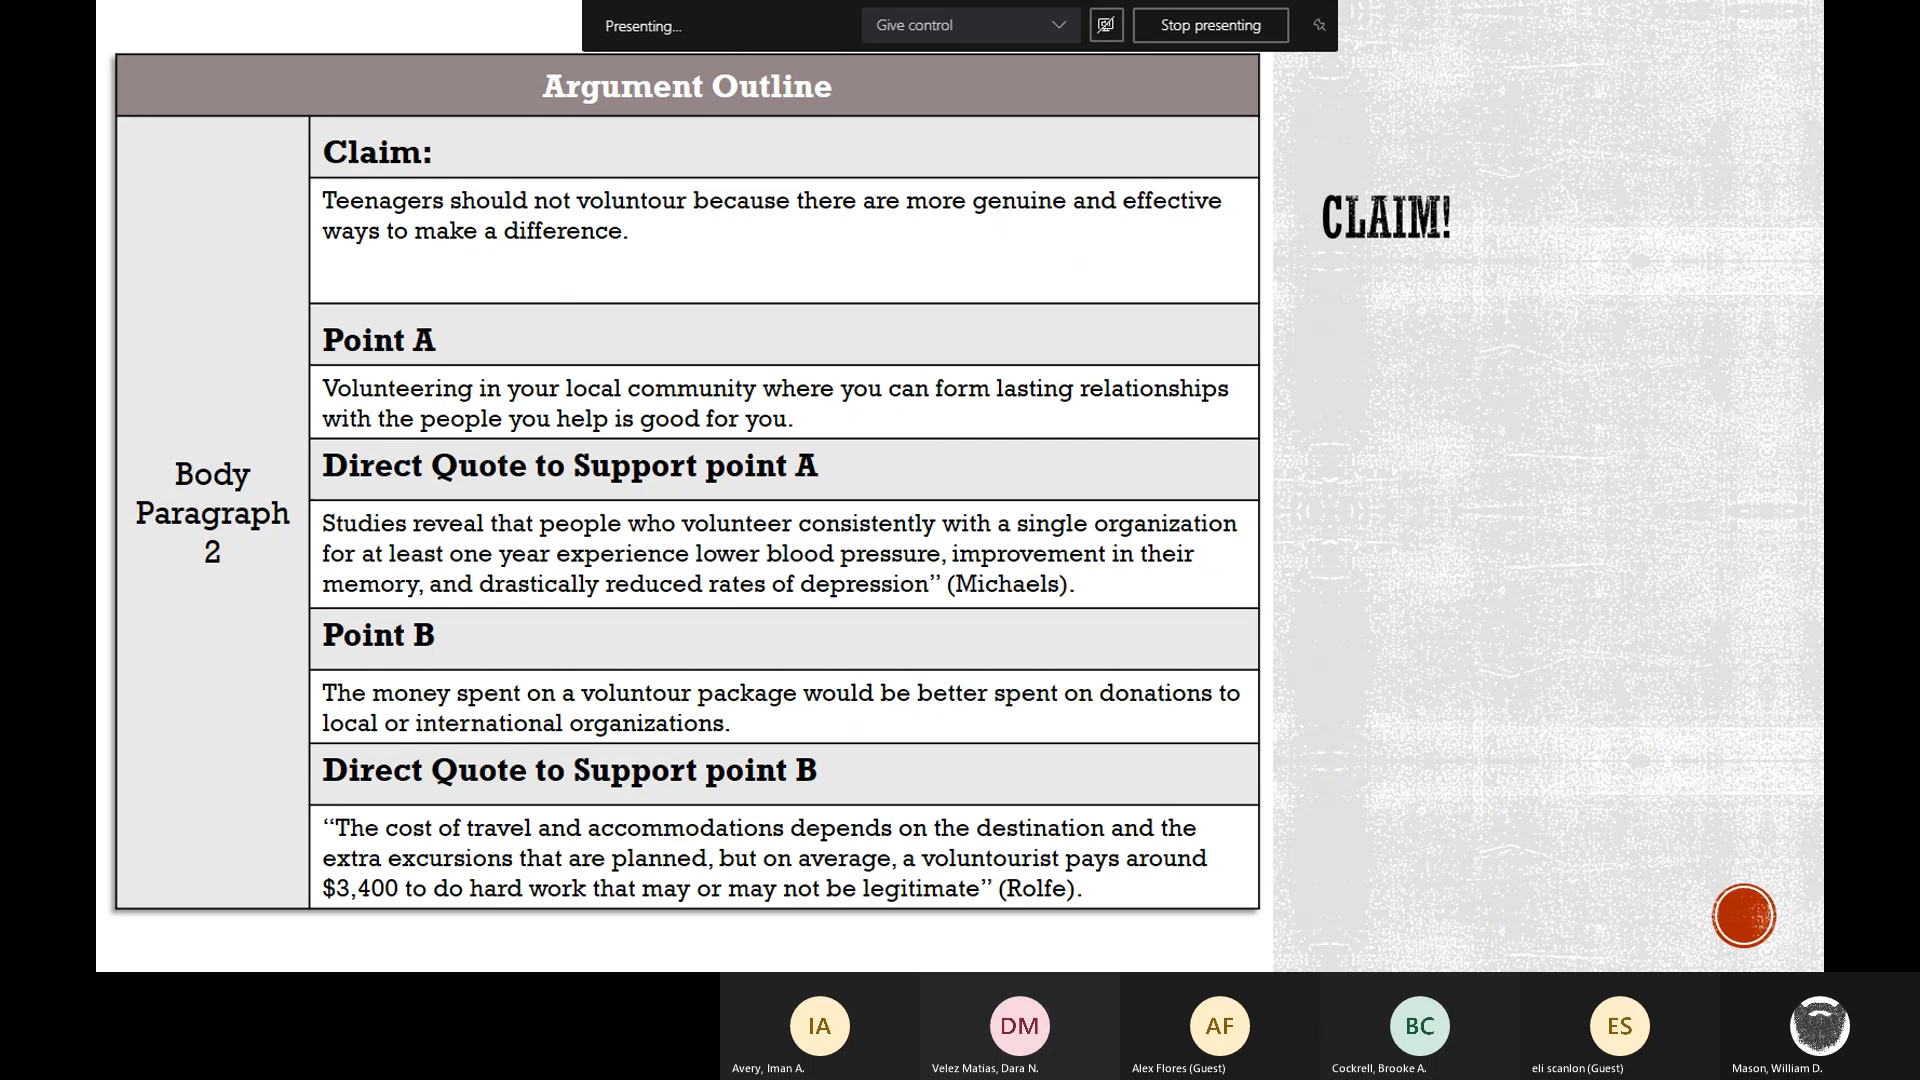 Presenting...
Give control
Stop presenting
Argument Outline
Claim:
Teenagers should not voluntour because there are more genuine and effective
ways to make a difference.
CLAIM!
Point A
Volunteering in your local community where you can form lasting relationships
with the people you help is good for you.
Direct Quote to Support point A
Body
Paragraph
2
Studies reveal that people who volunteer consistently with a single organization
for at least one year experience lower blood pressure, improvement in their
memory, and drastically reduced rates of depression” (Michaels).
Point B
The money spent on a voluntour package would be better spent on donations to
local or international organizations.
Direct Quote to Support point B
“The cost of travel and accommodations depends on the destination and the
extra excursions that are planned, but on average, a voluntourist pays around
$3,400 to do hard work that may or may not be legitimate” (Rolfe).
IA
DM
AF
BC
ES
Avery, Iman A.
Velez Matias, Dara N.
Alex Flores (Guest)
Cockrell, Brooke A.
eli scanlon (Guest)
Mason, William D.